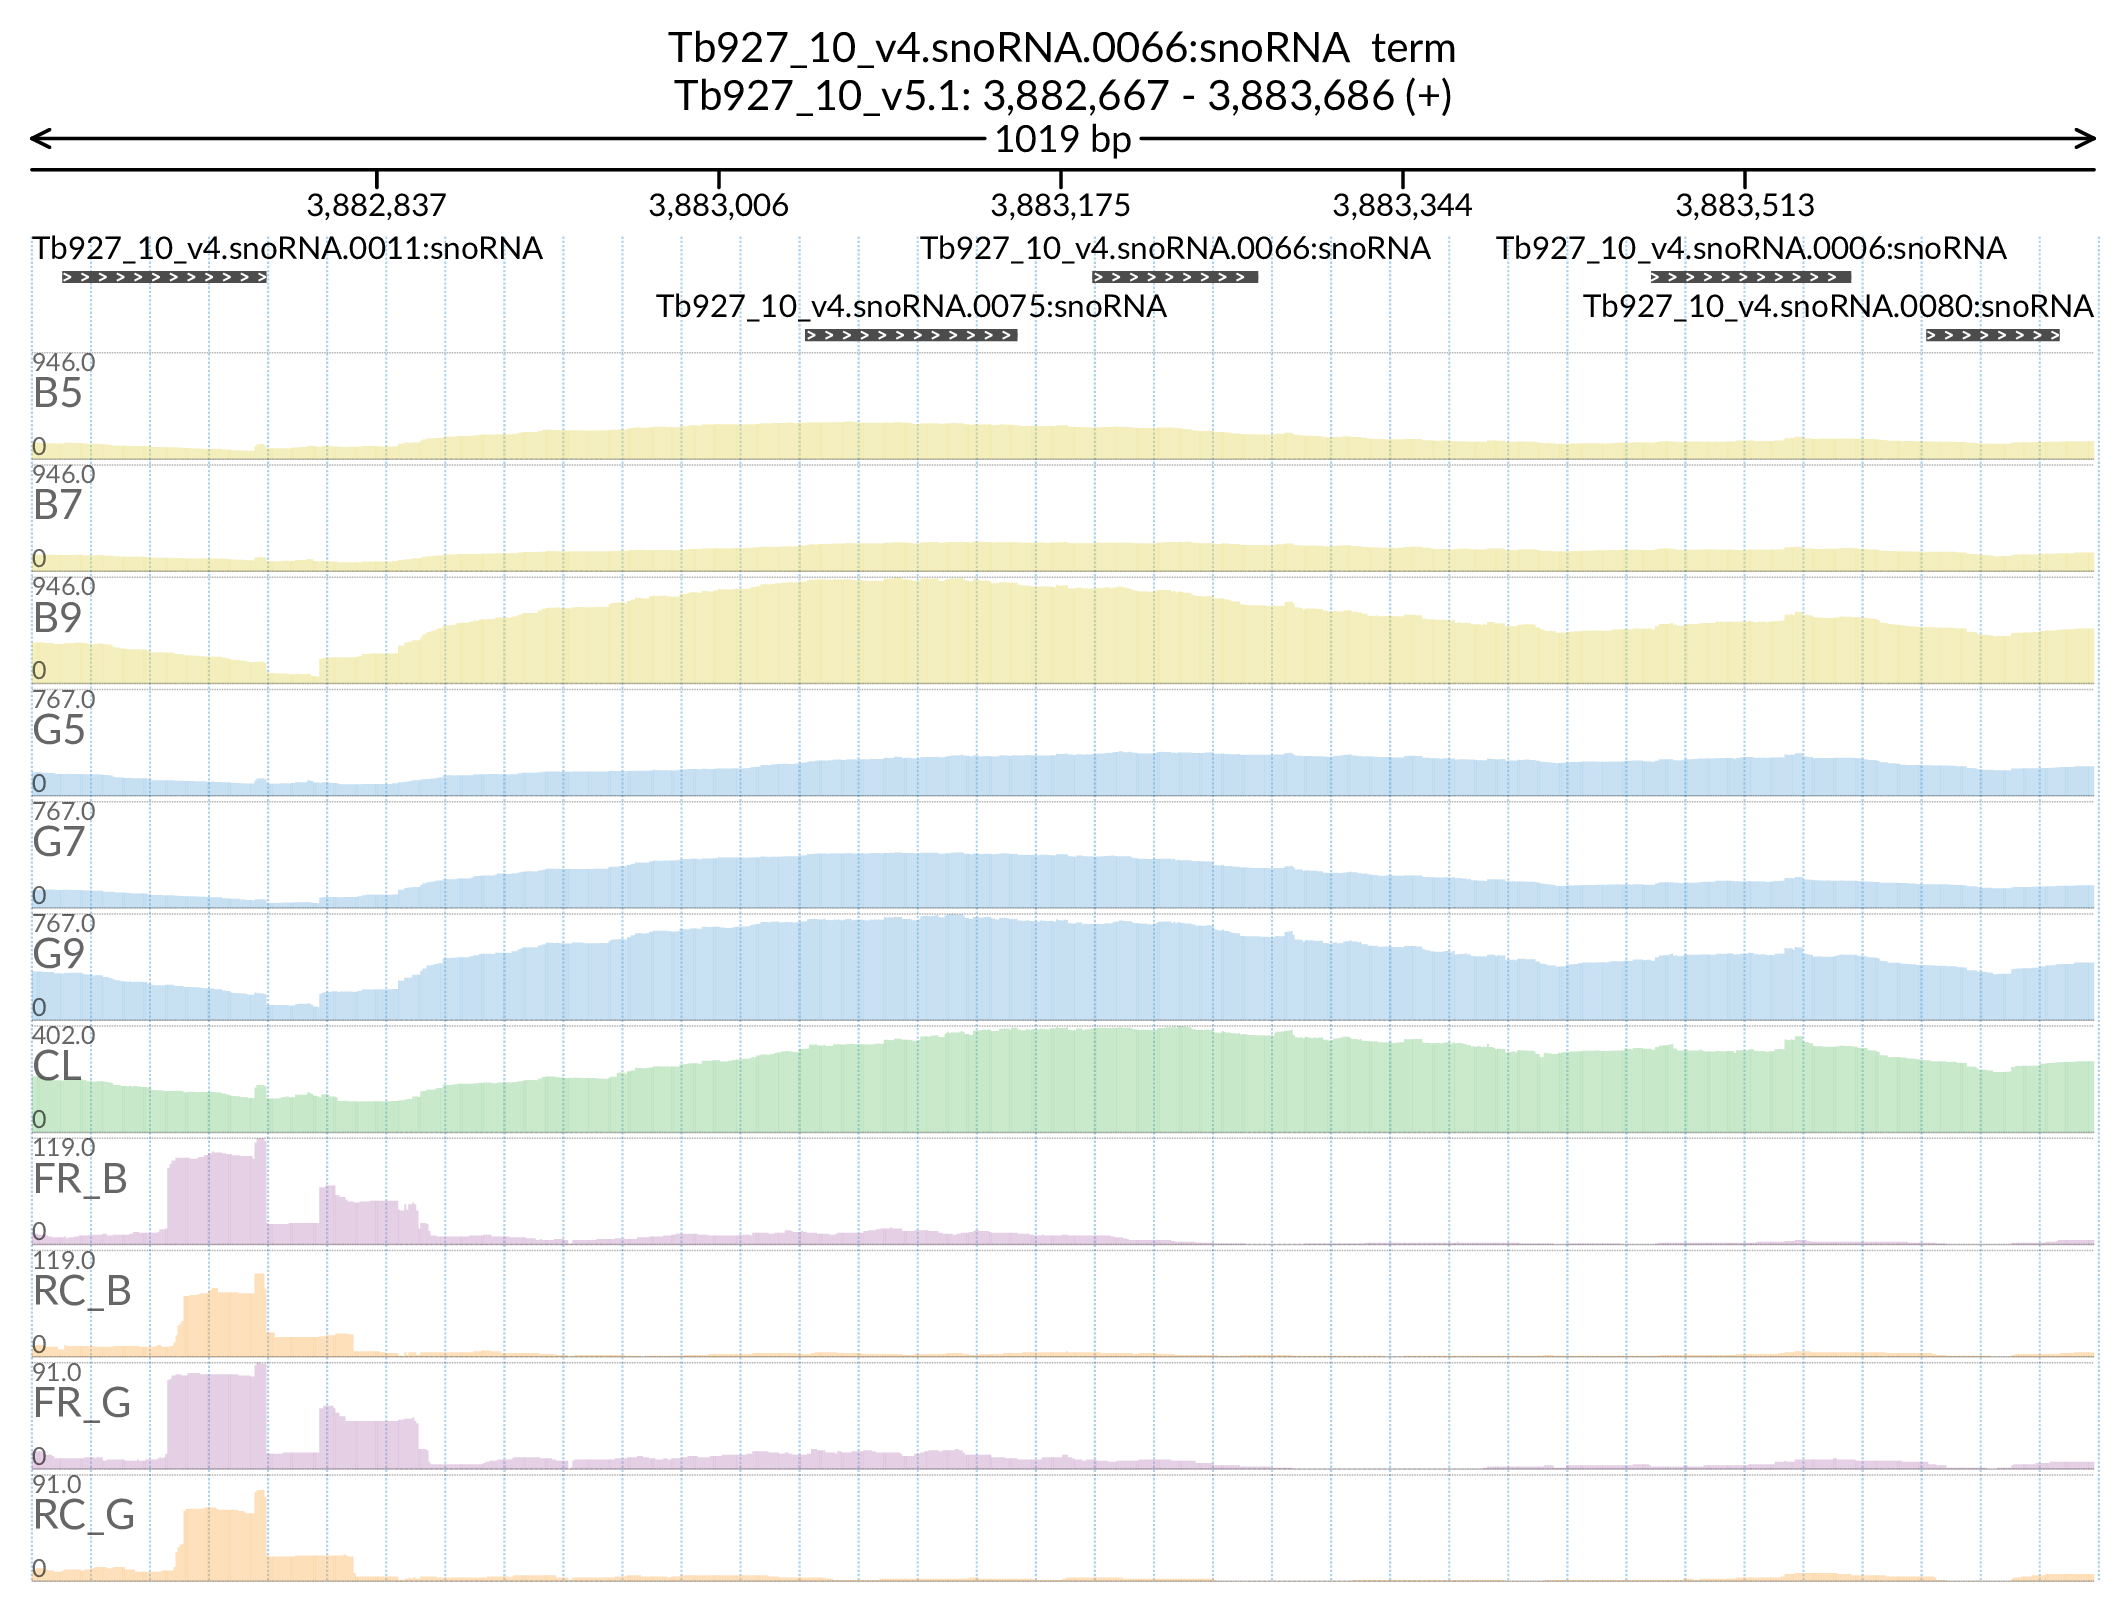 Tb927_10_v4.snoRNA.0066:snoRNA  term
Tb927_10_v5.1: 3,882,667 - 3,883,686 (+)
1019 bp
3,882,837 3,883,006 3,883,175 3,883,344 3,883,513
Tb927_10_v4.snoRNA.0011:snoRNA Tb927_10_v4.snoRNA.0066:snoRNA Tb927_10_v4.snoRNA.0006:snoRNA
Tb927_10_v4.snoRNA.0075:snoRNA Tb927_10_v4.snoRNA.0080:snoRNA
946.0
B5
0
946.0
B7
0
946.0
B9
0
767.0
G5
0
767.0
G7
0
767.0
G9
0
402.0
CL
0
119.0
FR_B
0
119.0
RC_B
0
91.0
FR_G
0
91.0
RC_G
0